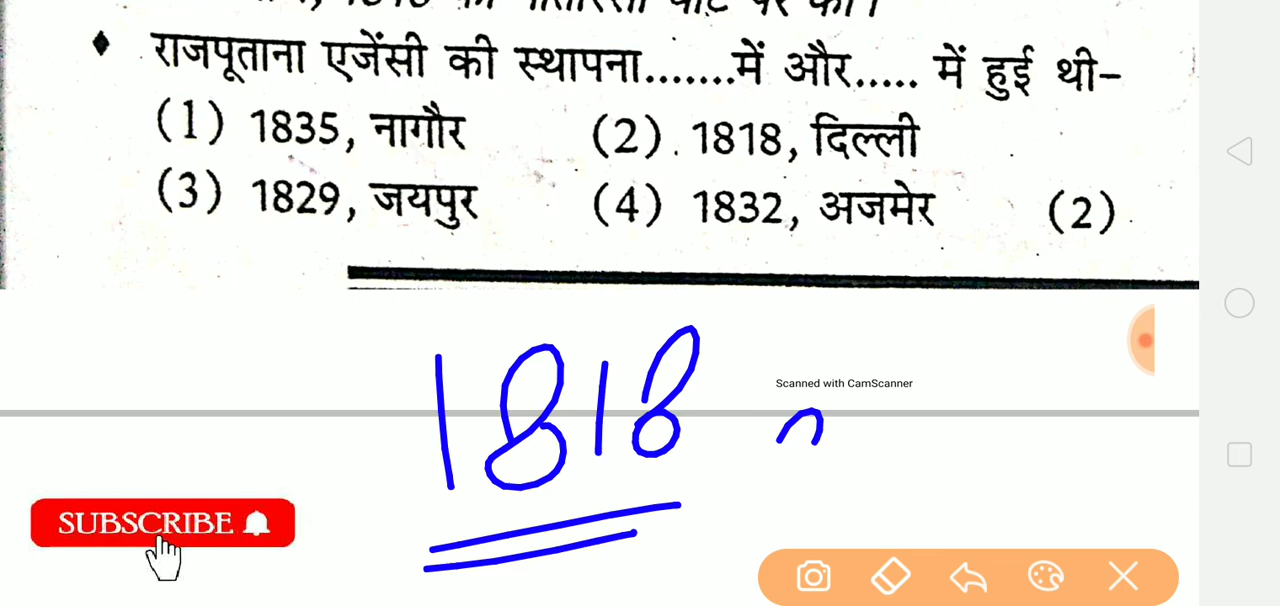 ♦ राजपूताना एजेंसी की स्थापना.......में और..... में हुई थी-
(1) 1835, नागौर (2). 1818, दिल्ली
(3) 1829, जयपुर (4) 1832, अजमेर (2)
Scanned with CamScanner
1818
SUBSCRIBE